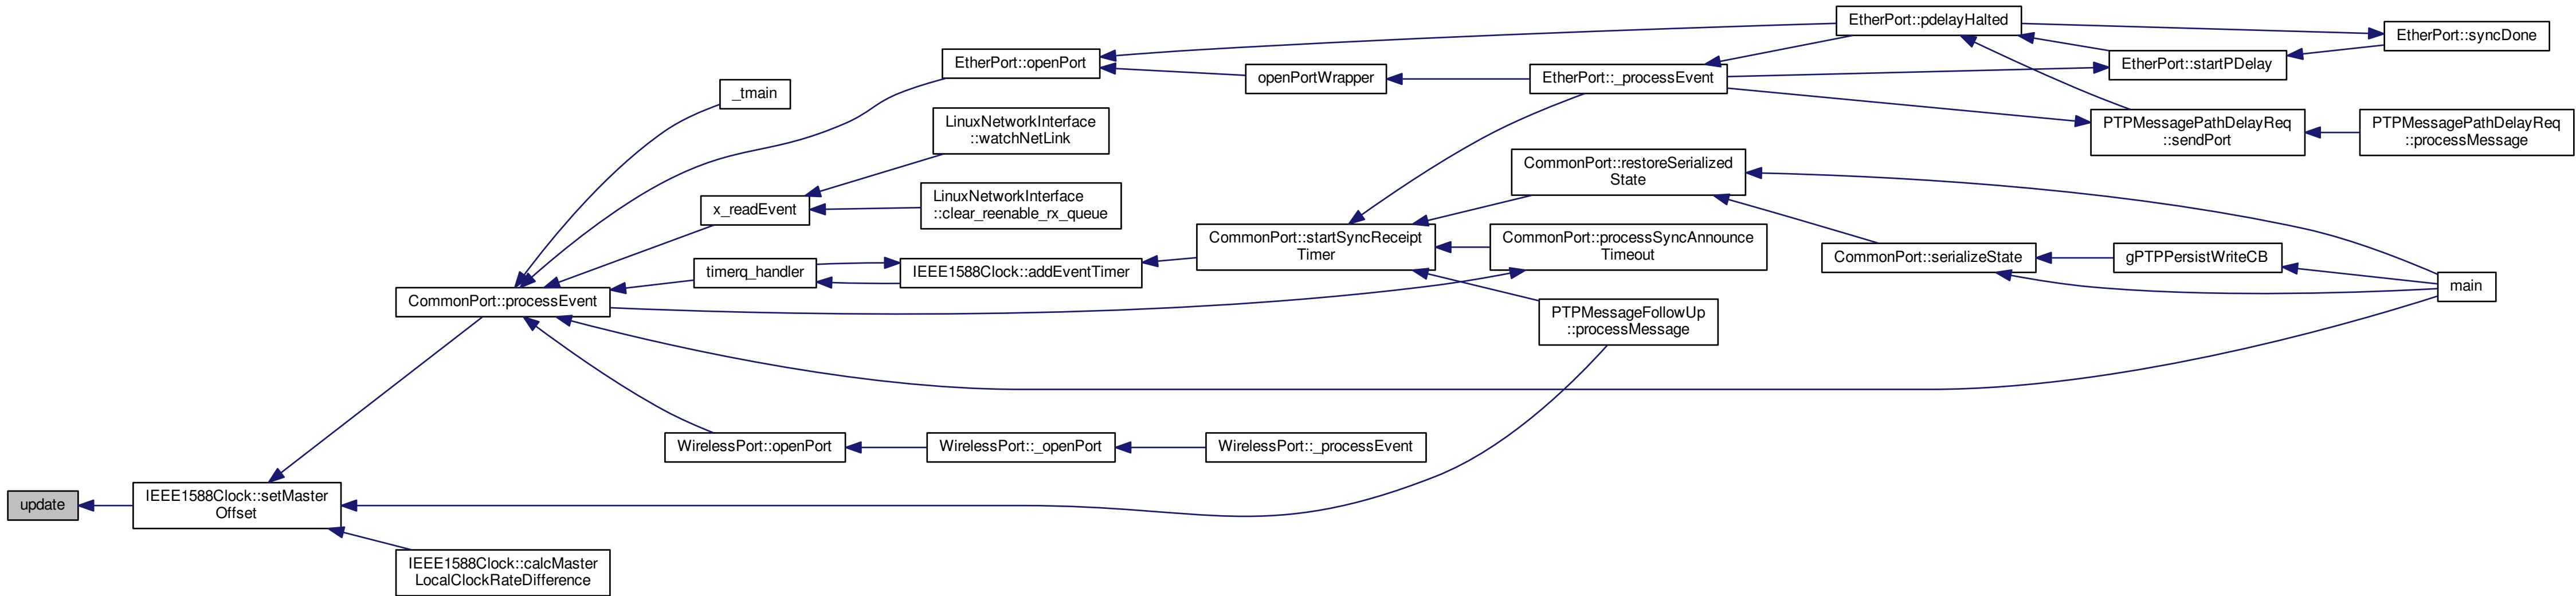 update
IEEE1588Clock::setMaster
Offset
CommonPort::processEvent
IEEE1588Clock::calcMaster
LocalClockRateDifference
_tmain
x_readEvent
timerq_handler
WirelessPort::openPort
EtherPort::openPort
LinuxNetworkInterface
::watchNetLink
LinuxNetworkInterface
::clear_reenable_rx_queue
IEEE1588Clock::addEventTimer
WirelessPort::_openPort
openPortWrapper
CommonPort::startSyncReceipt
Timer
WirelessPort::_processEvent
EtherPort::_processEvent
CommonPort::restoreSerialized
State
CommonPort::processSyncAnnounce
Timeout
PTPMessageFollowUp
::processMessage
EtherPort::pdelayHalted
CommonPort::serializeState
EtherPort::startPDelay
PTPMessagePathDelayReq
::sendPort
gPTPPersistWriteCB
EtherPort::syncDone
PTPMessagePathDelayReq
::processMessage
main